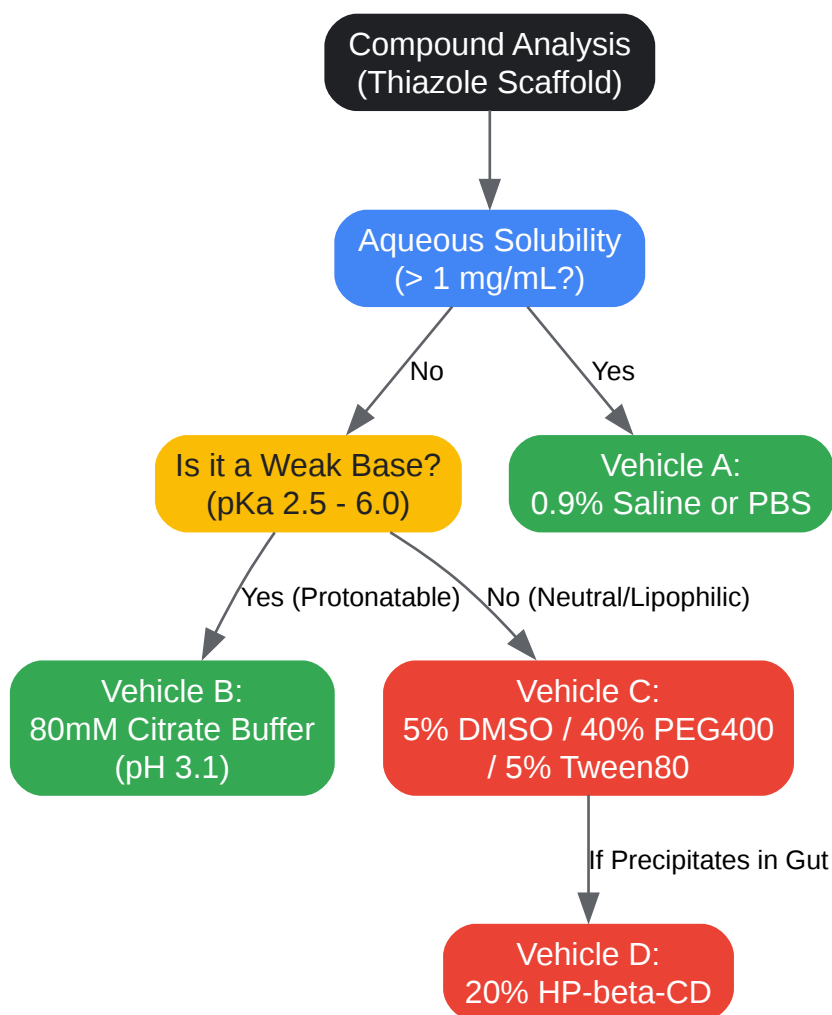 Compound Analysis
(Thiazole Scaffold)
Aqueous Solubility
(> 1 mg/mL?)
No
Yes
Is it a Weak Base?
(pKa 2.5 - 6.0)
Vehicle A:
0.9% Saline or PBS
Yes (Protonatable)
No (Neutral/Lipophilic)
Vehicle B:
80mM Citrate Buffer
(pH 3.1)
Vehicle C:
5% DMSO / 40% PEG400
/ 5% Tween80
If Precipitates in Gut
Vehicle D:
20% HP-beta-CD